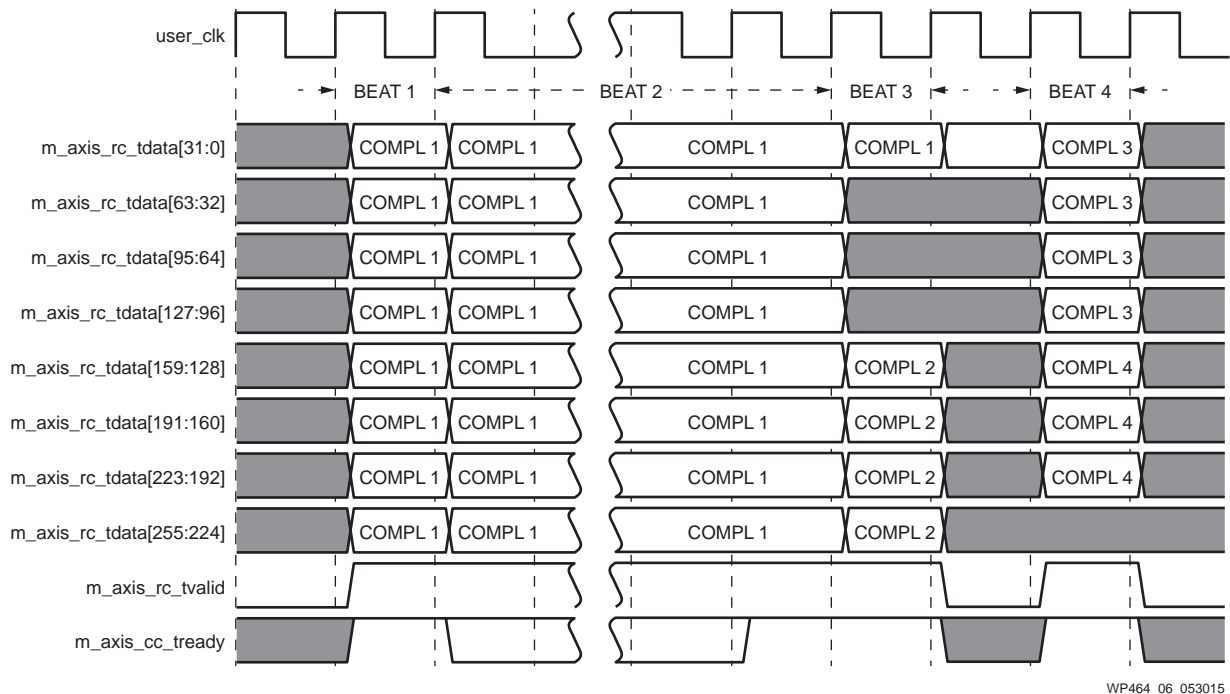 user_clk
BEAT 1 BEAT 2 BEAT 3 BEAT 4
m_axis_rc_tdata[31:0] COMPL 1 COMPL 1 COMPL 1 COMPL 1 COMPL 3
m_axis_rc_tdata[63:32] COMPL 1 COMPL 1 COMPL 1 COMPL 3
m_axis_rc_tdata[95:64] COMPL 1 COMPL 1 COMPL 1 COMPL 3
m_axis_rc_tdata[127:96] COMPL 1 COMPL 1 COMPL 1 COMPL 3
m_axis_rc_tdata[159:128] COMPL 1 COMPL 1 COMPL 1 COMPL 2 COMPL 4
m_axis_rc_tdata[191:160] COMPL 1 COMPL 1 COMPL 1 COMPL 2 COMPL 4
m_axis_rc_tdata[223:192] COMPL 1 COMPL 1 COMPL 1 COMPL 2 COMPL 4
m_axis_rc_tdata[255:224] COMPL 1 COMPL 1 COMPL 1 COMPL 2
m_axis_rc_tvalid
m_axis_cc_tready
WP464_06_053015